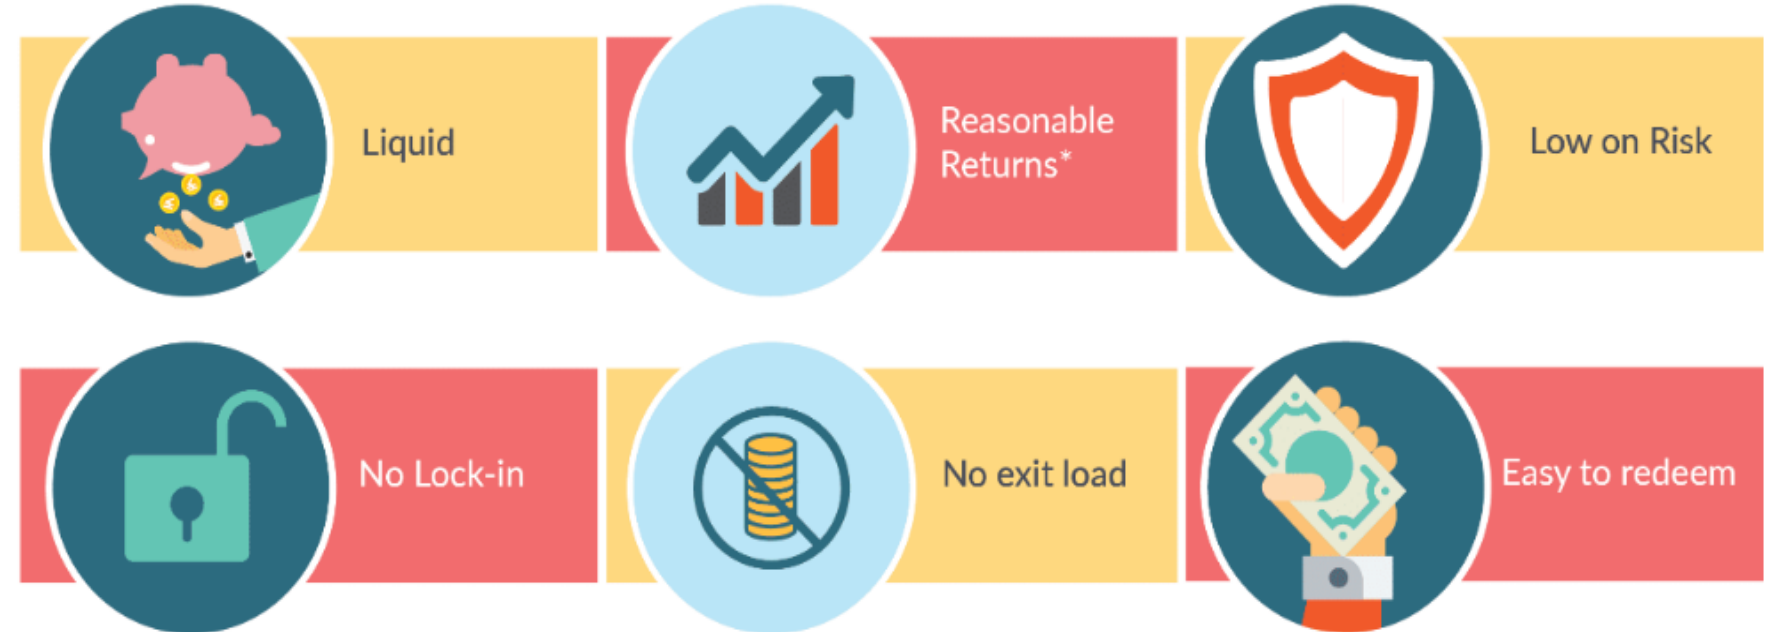 Liquid
Reasonable
Returns*
Low on Risk
No Lock-in
No exit load
Easy to redeem